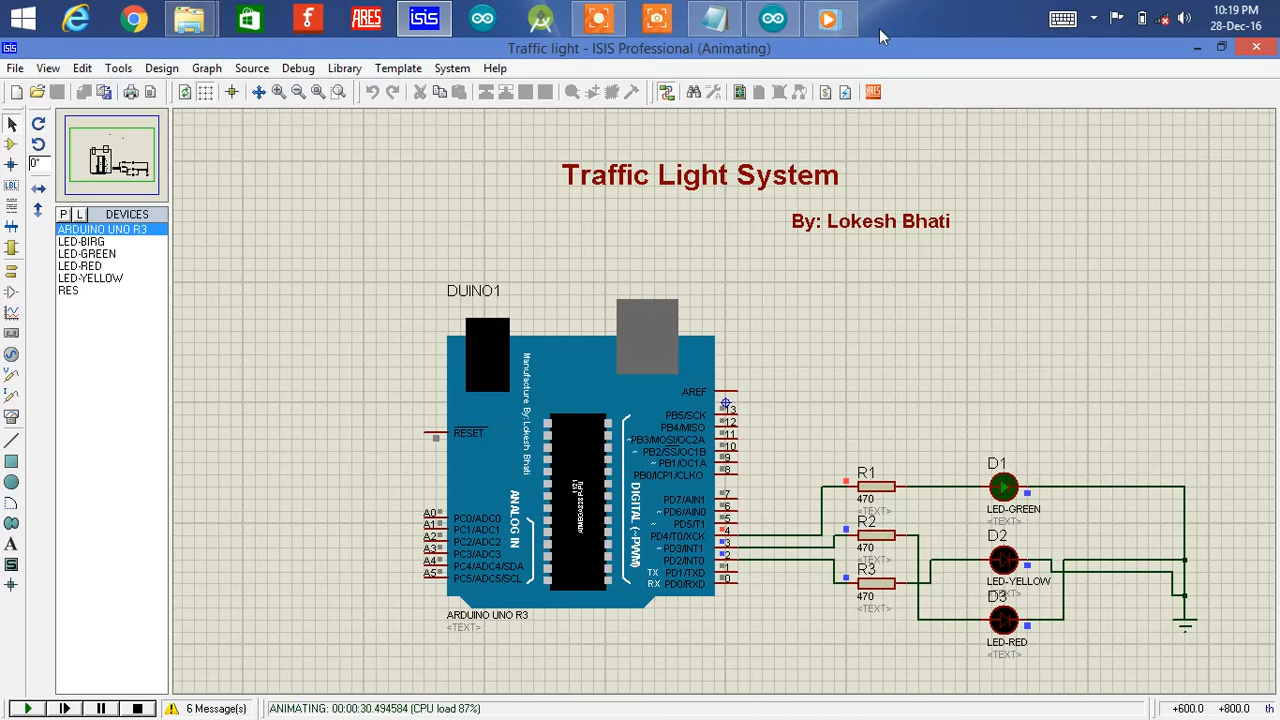 ARES
isis
10:19 PM
28-Dec-16
isis
Traffic light - ISIS Professional (Animating)
File View Edit Tools Design Graph Source Debug Library Template System Help
ARES
0°
LBL
P L DEVICES
ARDUINO UNO R3
LED-BIRG
LED-GREEN
LED-RED
LED-YELLOW
RES
Traffic Light System
By: Lokesh Bhati
DUINO1
Manufacture By: Lokesh Bhati
RESET
ANALOG IN
DIGITAL (~PWM)
AREF
PB5/SCK 13
PB4/MISO 12
~PB3/MOSI/OC2A 11
~ PB2/SS/OC1B 10
~ PB1/OC1A 9
PB0/ICP1/CLKO 8
PD7/AIN1 7
~ PD6/AIN0 6
~ PD5/T1 5
PD4/T0/XCK 4
~ PD3/INT1 3
PD2/INT0 2
TX PD1/TXD 1
RX PD0/RXD 0
A0 PC0/ADC0
A1 PC1/ADC1
A2 PC2/ADC2
A3 PC3/ADC3
A4 PC4/ADC4/SDA
A5 PC5/ADC5/SCL
ARDUINO UNO R3
<TEXT>
R1
470
<TEXT>
R2
470
<TEXT>
R3
470
<TEXT>
D1
LED-GREEN
<TEXT>
D2
LED-YELLOW
<TEXT>
D3
LED-RED
<TEXT>
A
S
6 Message(s)
ANIMATING: 00:00:30.494584 (CPU load 87%)
+600.0 +800.0 th